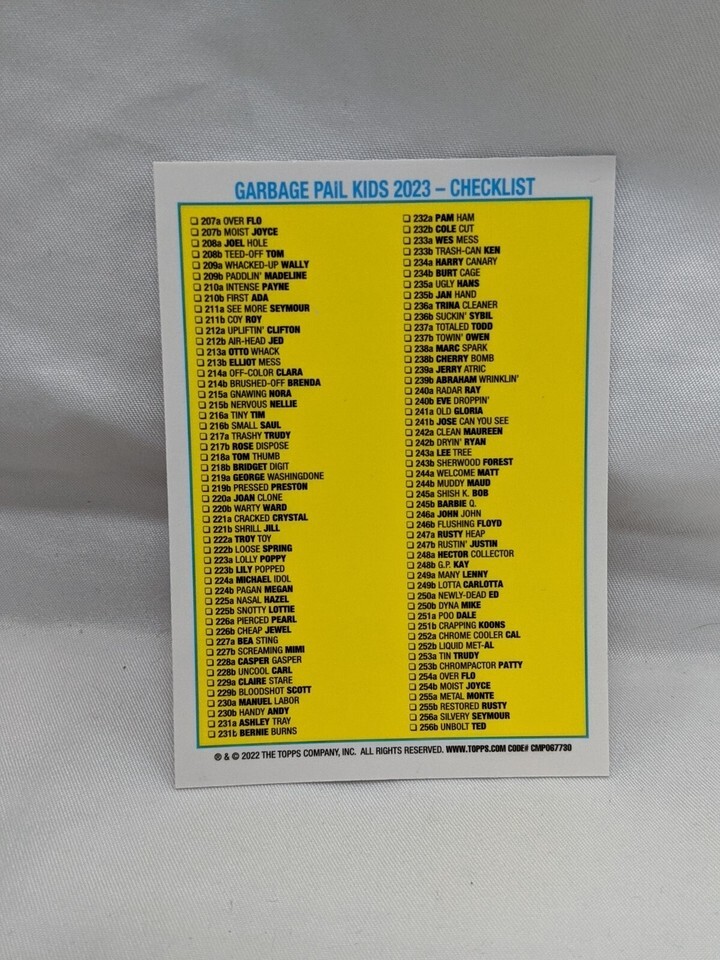 GARBAGE PAIL KIDS 2023 – CHECKLIST
❏ 207a OVER FLO
❏ 207b MOIST JOYCE
❏ 208a JOEL HOLE
❏ 208b TEED-OFF TOM
❏ 209a WHACKED-UP WALLY
❏ 209b PADDLIN' MADELINE
❏ 210a INTENSE PAYNE
❏ 210b FIRST ADA
❏ 211a SEE MORE SEYMOUR
❏ 211b COY ROY
❏ 212a UPLIFTIN' CLIFTON
❏ 212b AIR-HEAD JED
❏ 213a OTTO WHACK
❏ 213b ELLIOT MESS
❏ 214a OFF-COLOR CLARA
❏ 214b BRUSHED-OFF BRENDA
❏ 215a GNAWING NORA
❏ 215b NERVOUS NELLIE
❏ 216a TINY TIM
❏ 216b SMALL SAUL
❏ 217a TRASHY TRUDY
❏ 217b ROSE DISPOSE
❏ 218a TOM THUMB
❏ 218b BRIDGET DIGIT
❏ 219a GEORGE WASHINGDONE
❏ 219b PRESSED PRESTON
❏ 220a JOAN CLONE
❏ 220b WARTY WARD
❏ 221a CRACKED CRYSTAL
❏ 221b SHRILL JILL
❏ 222a TROY TOY
❏ 222b LOOSE SPRING
❏ 223a LOLLY POPPY
❏ 223b LILY POPPED
❏ 224a MICHAEL IDOL
❏ 224b PAGAN MEGAN
❏ 225a NASAL HAZEL
❏ 225b SNOTTY LOTTIE
❏ 226a PIERCED PEARL
❏ 226b CHEAP JEWEL
❏ 227a BEA STING
❏ 227b SCREAMING MIMI
❏ 228a CASPER GASPER
❏ 228b UNCOOL CARL
❏ 229a CLAIRE STARE
❏ 229b BLOODSHOT SCOTT
❏ 230a MANUEL LABOR
❏ 230b HANDY ANDY
❏ 231a ASHLEY TRAY
❏ 231b BERNIE BURNS
❏ 232a PAM HAM
❏ 232b COLE CUT
❏ 233a WES MESS
❏ 233b TRASH-CAN KEN
❏ 234a HARRY CANARY
❏ 234b BURT CAGE
❏ 235a UGLY HANS
❏ 235b JAN HAND
❏ 236a TRINA CLEANER
❏ 236b SUCKIN' SYBIL
❏ 237a TOTALED TODD
❏ 237b TOWIN' OWEN
❏ 238a MARC SPARK
❏ 238b CHERRY BOMB
❏ 239a JERRY ATRIC
❏ 239b ABRAHAM WRINKLIN'
❏ 240a RADAR RAY
❏ 240b EVE DROPPIN'
❏ 241a OLD GLORIA
❏ 241b JOSE CAN YOU SEE
❏ 242a CLEAN MAUREEN
❏ 242b DRYIN' RYAN
❏ 243a LEE TREE
❏ 243b SHERWOOD FOREST
❏ 244a WELCOME MATT
❏ 244b MUDDY MAUD
❏ 245a SHISH K. BOB
❏ 245b BARBIE Q.
❏ 246a JOHN JOHN
❏ 246b FLUSHING FLOYD
❏ 247a RUSTY HEAP
❏ 247b RUSTIN' JUSTIN
❏ 248a HECTOR COLLECTOR
❏ 248b G.P. KAY
❏ 249a MANY LENNY
❏ 249b LOTTA CARLOTTA
❏ 250a NEWLY-DEAD ED
❏ 250b DYNA MIKE
❏ 251a POO DALE
❏ 251b CRAPPING KOONS
❏ 252a CHROME COOLER CAL
❏ 252b LIQUID MET-AL
❏ 253a TIN TRUDY
❏ 253b CHROMPACTOR PATTY
❏ 254a OVER FLO
❏ 254b MOIST JOYCE
❏ 255a METAL MONTE
❏ 255b RESTORED RUSTY
❏ 256a SILVERY SEYMOUR
❏ 256b UNBOLT TED
® & © 2022 THE TOPPS COMPANY, INC. ALL RIGHTS RESERVED. WWW.TOPPS.COM CODE# CMP067730